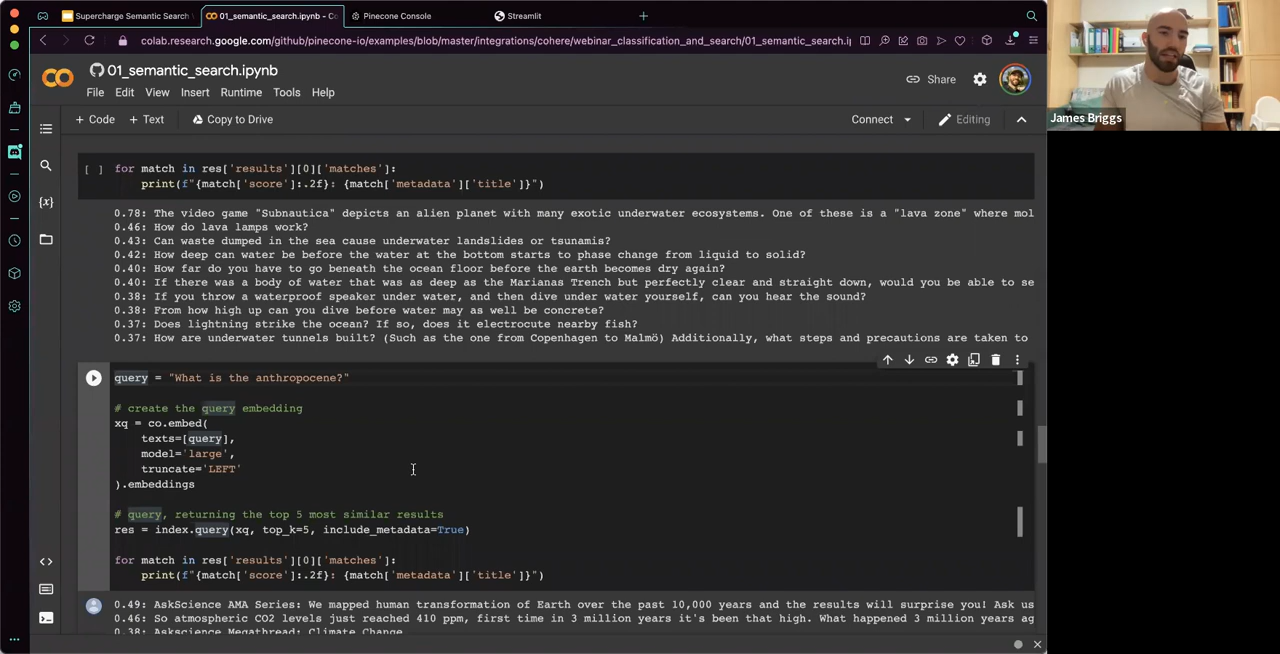 Supercharge Semantic Search
01_semantic_search.ipynb - Co
Pinecone Console
Streamlit
colab.research.google.com/github/pinecone-io/examples/blob/master/integrations/cohere/webinar_classification_and_search/01_semantic_search.i
01_semantic_search.ipynb
Share
File Edit View Insert Runtime Tools Help
+ Code + Text Copy to Drive
Connect Editing
James Briggs
[ ] for match in res['results'][0]['matches']:
print(f"{match['score']:.2f}: {match['metadata']['title']}")
0.78: The video game "Subnautica" depicts an alien planet with many exotic underwater ecosystems. One of these is a "lava zone" where mol
0.46: How do lava lamps work?
0.43: Can waste dumped in the sea cause underwater landslides or tsunamis?
0.42: How deep can water be before the water at the bottom starts to phase change from liquid to solid?
0.40: How far do you have to go beneath the ocean floor before the earth becomes dry again?
0.40: If there was a body of water that was as deep as the Marianas Trench but perfectly clear and straight down, would you be able to se
0.38: If you throw a waterproof speaker under water, and then dive under water yourself, can you hear the sound?
0.38: From how high up can you dive before water may as well be concrete?
0.37: Does lightning strike the ocean? If so, does it electrocute nearby fish?
0.37: How are underwater tunnels built? (Such as the one from Copenhagen to Malmö) Additionally, what steps and precautions are taken to
query = "What is the anthropocene?"
# create the query embedding
xq = co.embed(
texts=[query],
model='large',
truncate='LEFT'
).embeddings
# query, returning the top 5 most similar results
res = index.query(xq, top_k=5, include_metadata=True)
for match in res['results'][0]['matches']:
print(f"{match['score']:.2f}: {match['metadata']['title']}")
0.49: AskScience AMA Series: We mapped human transformation of Earth over the past 10,000 years and the results will surprise you! Ask us
0.46: So atmospheric CO2 levels just reached 410 ppm, first time in 3 million years it's been that high. What happened 3 million years ag
0.38: Askscience Megathread: Climate Change